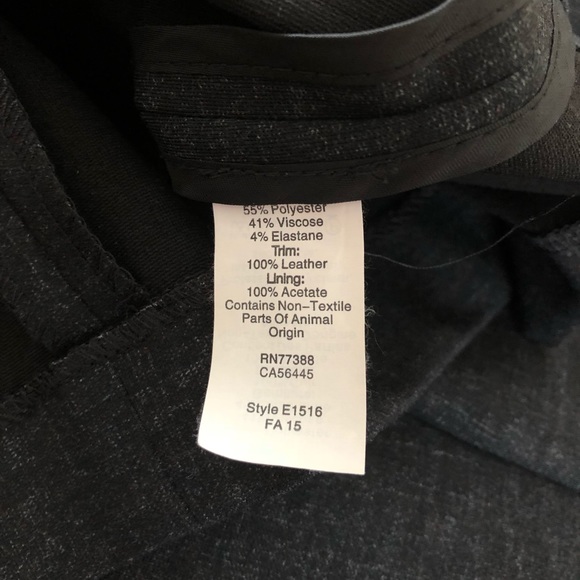 55% Polyester
41% Viscose
4% Elastane
Trim:
100% Leather
Lining:
100% Acetate
Contains Non-Textile
Parts Of Animal
Origin
RN77388
CA56445
Style E1516
FA 15